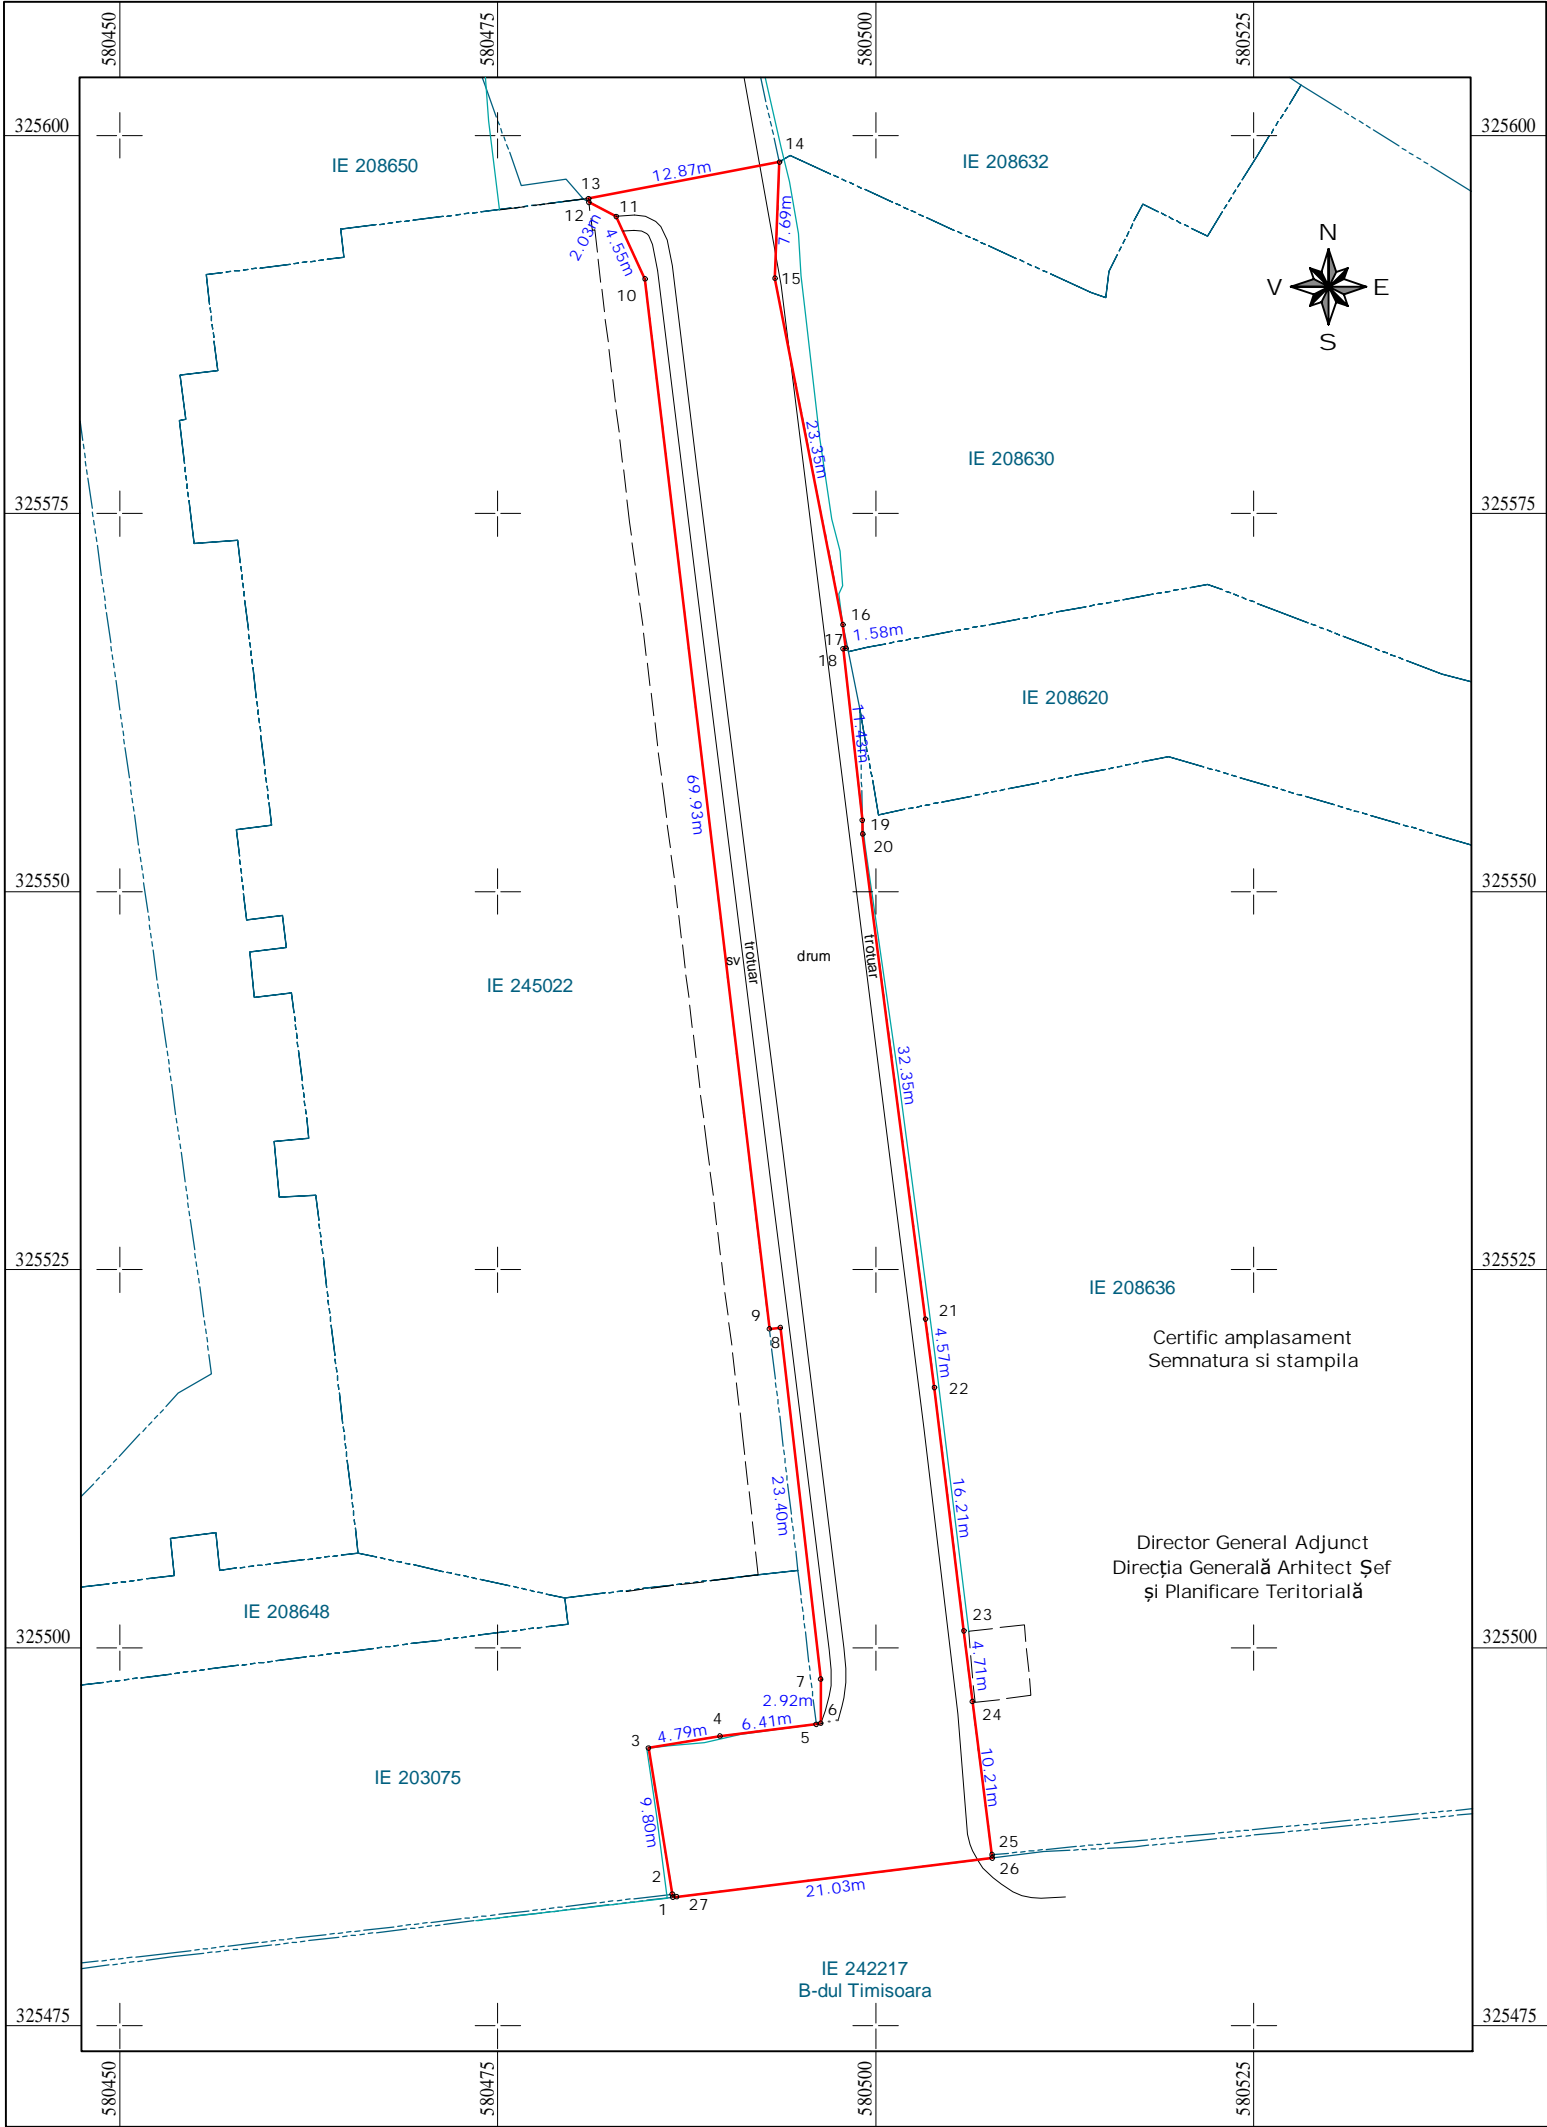 580450
580475
580500
580525
325600
325600
IE 208650
IE 208632
14
12.87m
13
12
11
2.03m
4.55m
7.69m
10
15
N
V
E
S
23.35m
IE 208630
325575
325575
16
17
1.58m
18
IE 208620
11.43m
69.93m
19
20
325550
325550
IE 245022
sv
trotuar
drum
trotuar
32.35m
325525
325525
IE 208636
9
8
21
4.57m
22
Certific amplasament
Semnatura si stampila
23.40m
16.21m
Director General Adjunct
Direcția Generală Arhitect Șef
și Planificare Teritorială
IE 208648
23
325500
325500
4.71m
7
2.92m
6
24
3
4.79m
4
6.41m
5
IE 203075
9.80m
10.21m
25
26
2
1
27
21.03m
IE 242217
B-dul Timisoara
325475
325475
580450
580475
580500
580525